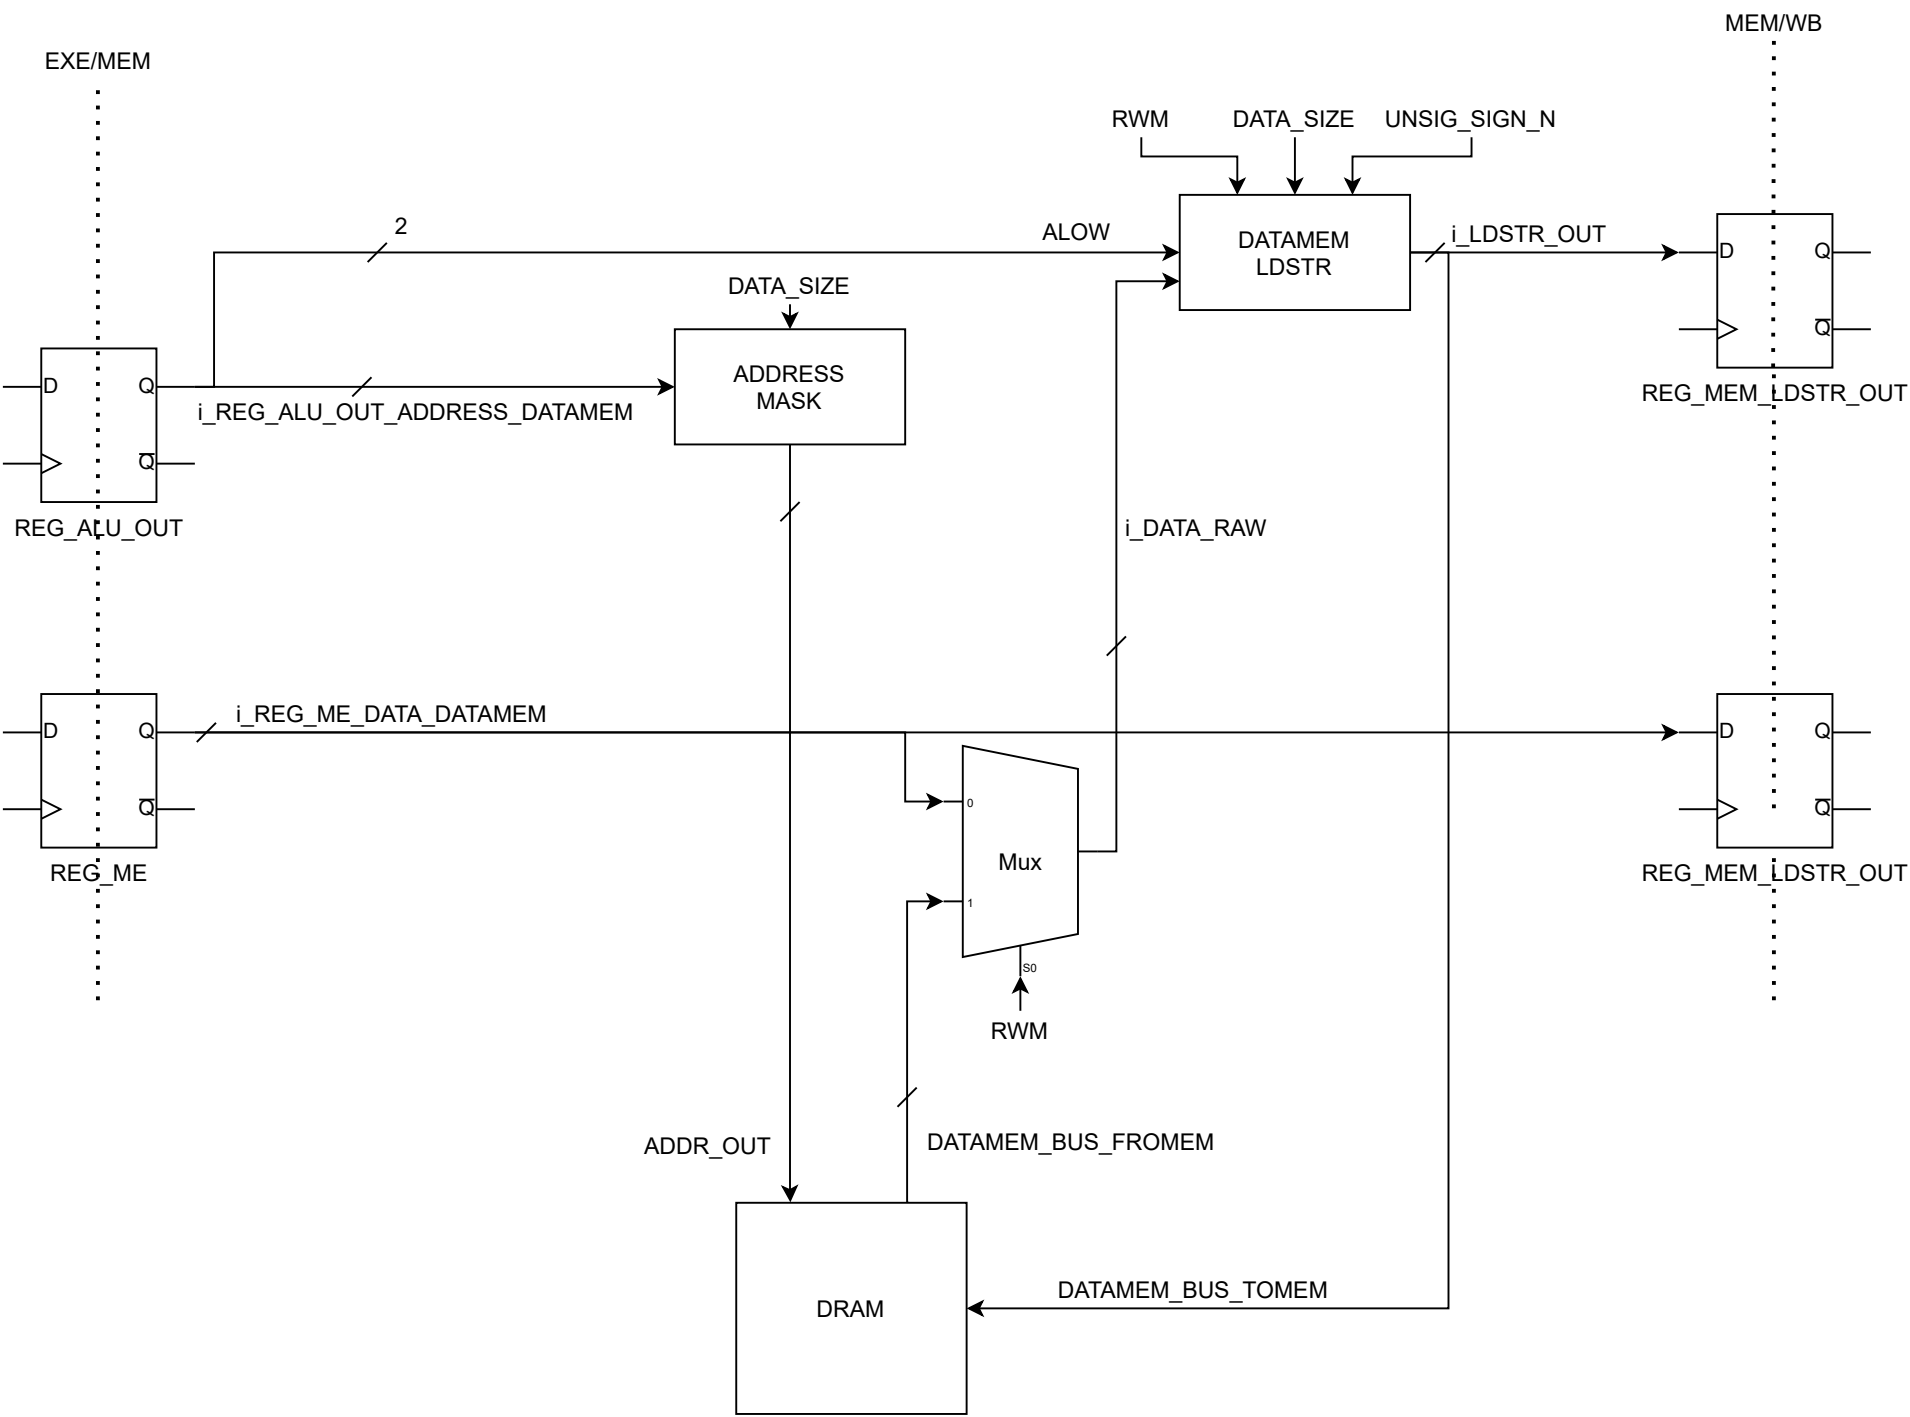 MEM/WB
EXE/MEM
RWM
DATA_SIZE
UNSIG_SIGN_N
2
ALOW
DATAMEM
LDSTR
i_LDSTR_OUT
D
Q
Q
REG_MEM_LDSTR_OUT
DATA_SIZE
ADDRESS
MASK
D
Q
i_REG_ALU_OUT_ADDRESS_DATAMEM
Q
REG_ALU_OUT
i_DATA_RAW
i_REG_ME_DATA_DATAMEM
D
Q
Q
REG_ME
0
Mux
1
S0
RWM
D
Q
Q
REG_MEM_LDSTR_OUT
ADDR_OUT
DATAMEM_BUS_FROMEM
DATAMEM_BUS_TOMEM
DRAM